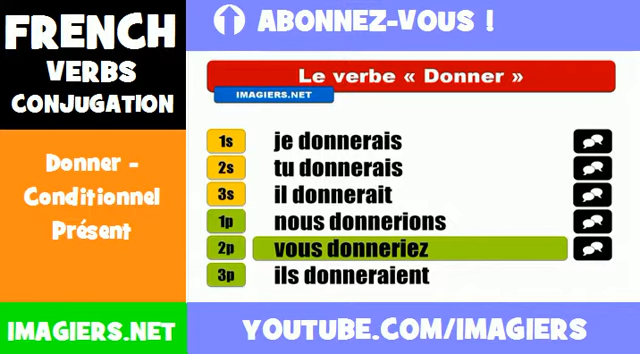 FRENCH
VERBS
CONJUGATION
ABONNEZ-VOUS !
Le verbe « Donner »
IMAGIERS.NET
Donner -
Conditionnel
Présent
1s je donnerais
2s tu donnerais
3s il donnerait
1p nous donnerions
2p vous donneriez
3p ils donneraient
IMAGIERS.NET
YOUTUBE.COM/IMAGIERS